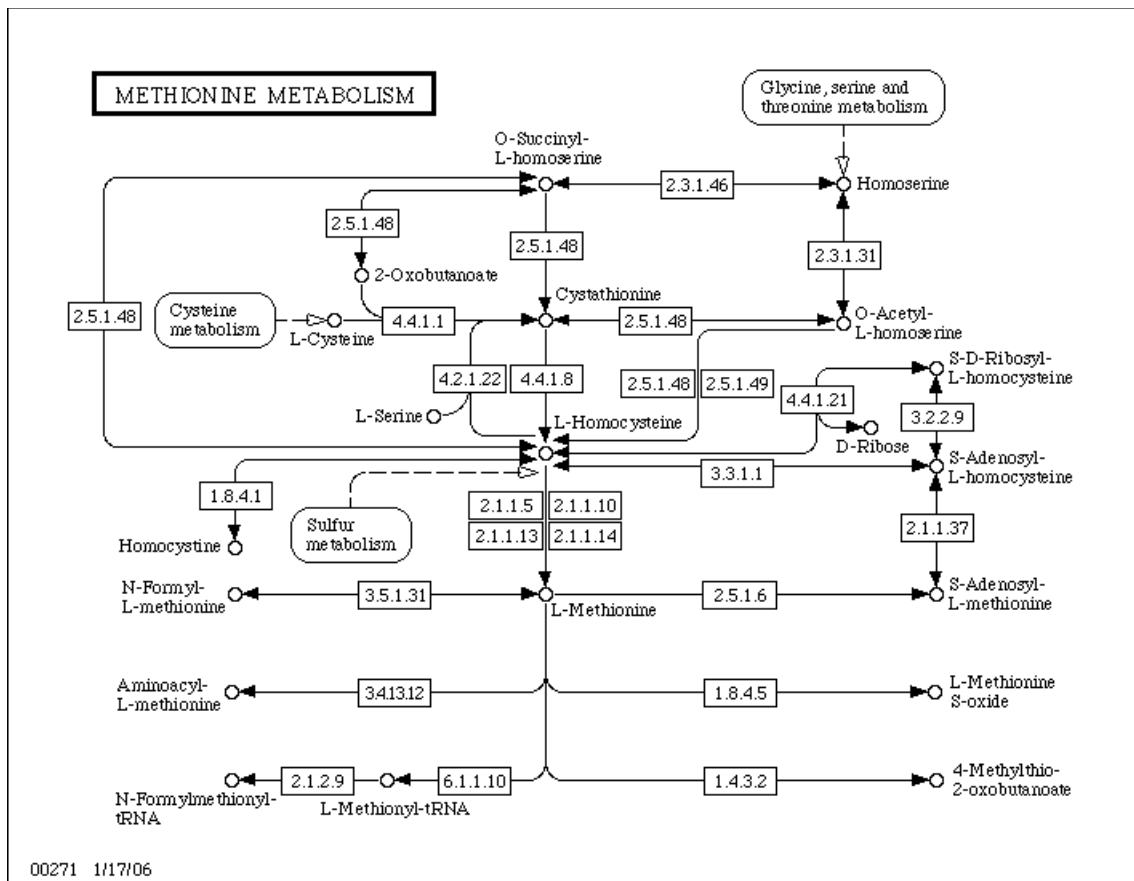 METHIONINE METABOLISM
Glycine, serine and
threonine metabolism
O-Succinyl-
L-homoserine
2.3.1.46
Homoserine
2.5.1.48
2.5.1.48
2.3.1.31
2-Oxobutanoate
Cystathionine
Cysteine
metabolism
2.5.1.48
L-Cysteine
4.4.1.1
2.5.1.48
O-Acetyl-
L-homoserine
4.2.1.22
4.4.1.8
2.5.1.48
2.5.1.49
4.4.1.21
S-D-Ribosyl-
L-homocysteine
L-Serine
L-Homocysteine
3.2.2.9
D-Ribose
3.3.1.1
S-Adenosyl-
L-homocysteine
1.8.4.1
Sulfur
metabolism
2.1.1.5
2.1.1.10
2.1.1.13
2.1.1.14
2.1.1.37
Homocystine
N-Formyl-
L-methionine
3.5.1.31
L-Methionine
2.5.1.6
S-Adenosyl-
L-methionine
Aminoacyl-
L-methionine
3.4.13.12
1.8.4.5
L-Methionine
S-oxide
2.1.2.9
6.1.1.10
1.4.3.2
4-Methylthio-
2-oxobutanoate
N-Formylmethionyl-
tRNA
L-Methionyl-tRNA
00271 1/17/06